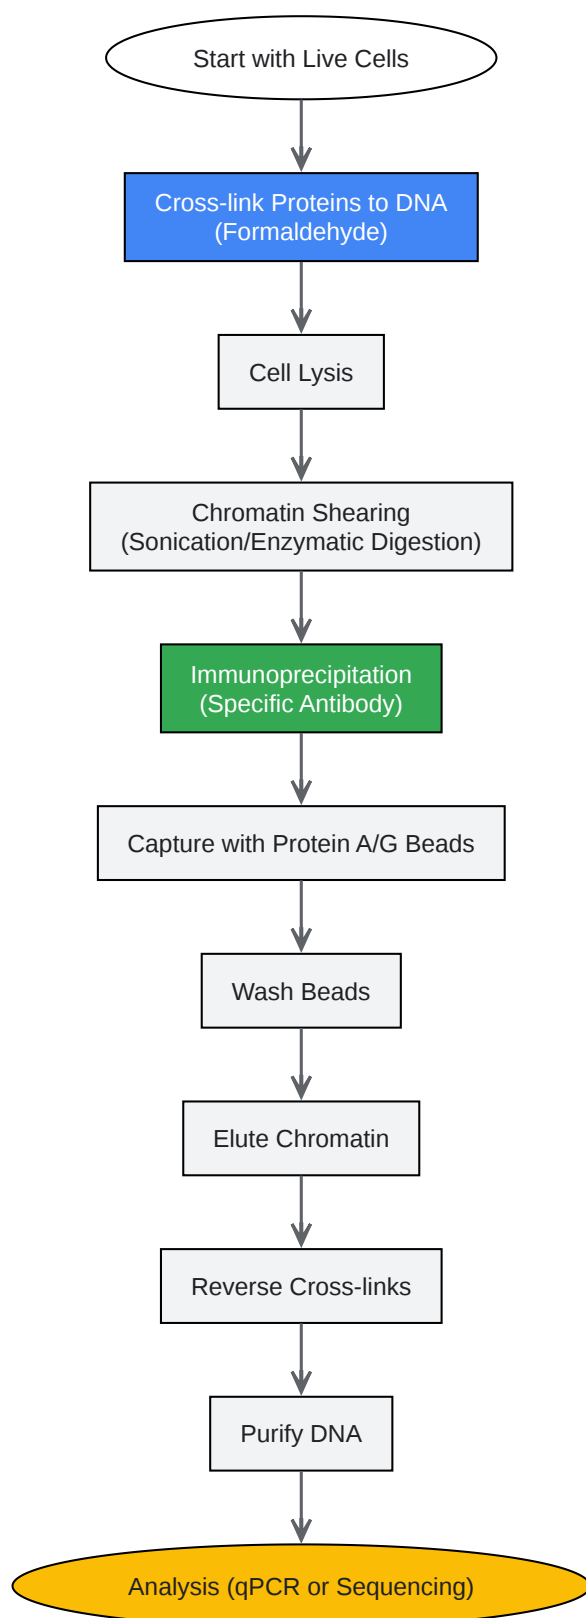 Start with Live Cells
Cross-link Proteins to DNA
(Formaldehyde)
Cell Lysis
Chromatin Shearing
(Sonication/Enzymatic Digestion)
Immunoprecipitation
(Specific Antibody)
Capture with Protein A/G Beads
Wash Beads
Elute Chromatin
Reverse Cross-links
Purify DNA
Analysis (qPCR or Sequencing)